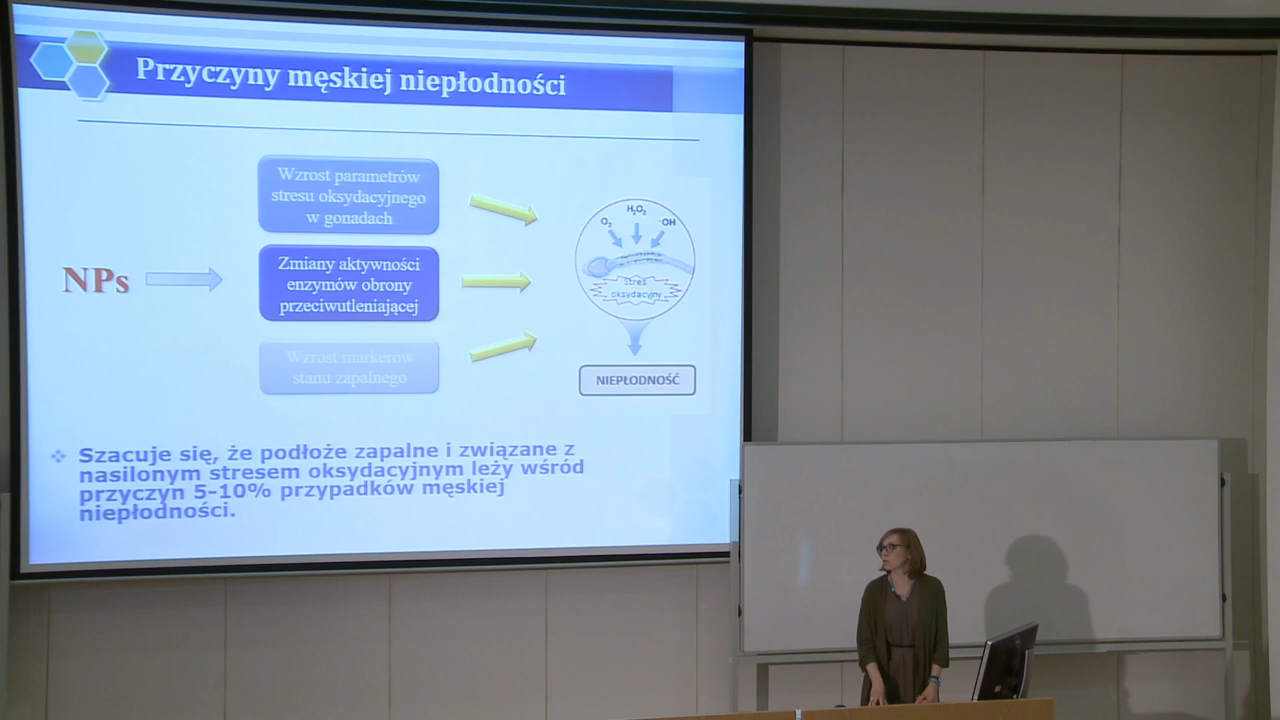 Przyczyny męskiej niepłodności
NPs
Wzrost parametrów
stresu oksydacyjnego
w gonadach
Zmiany aktywności
enzymów obrony
przeciwutleniającej
Wzrost markerów
stanu zapalnego
H₂O₂
O₂
·OH
Stres
oksydacyjny
NIEPŁODNOŚĆ
❖ Szacuje się, że podłoże zapalne i związane z
nasilonym stresem oksydacyjnym leży wśród
przyczyn 5-10% przypadków męskiej
niepłodności.